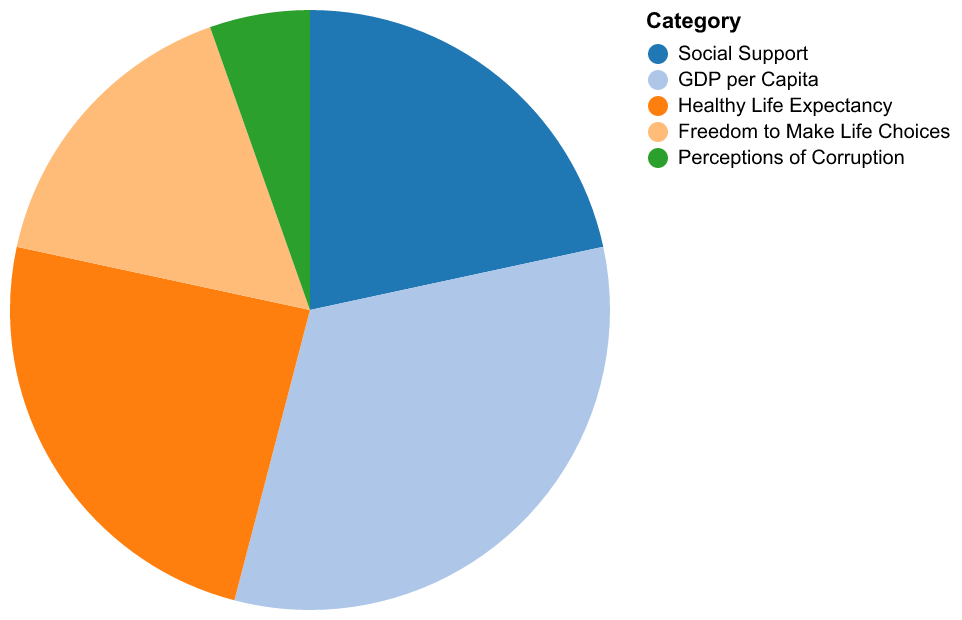 Category
Social Support
GDP per Capita
Healthy Life Expectancy
Freedom to Make Life Choices
Perceptions of Corruption